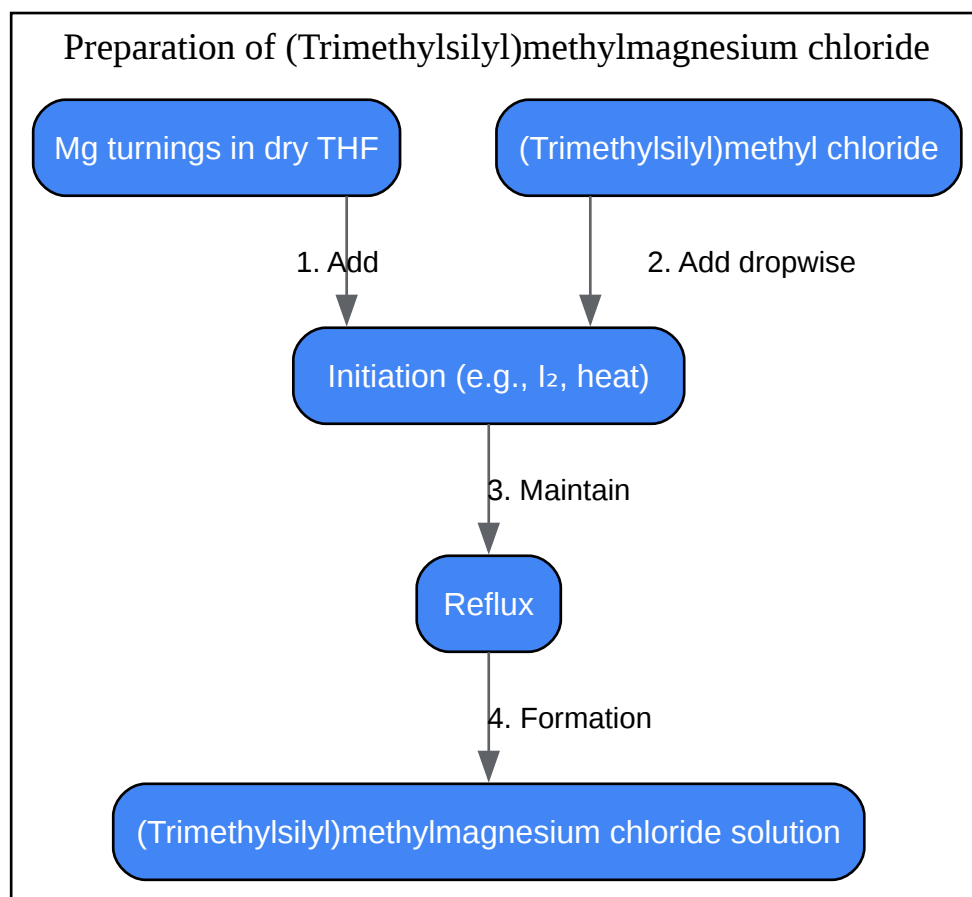 Preparation of (Trimethylsilyl)methylmagnesium chloride
Mg turnings in dry THF
(Trimethylsilyl)methyl chloride
1. Add
2. Add dropwise
Initiation (e.g., I₂, heat)
3. Maintain
Reflux
4. Formation
(Trimethylsilyl)methylmagnesium chloride solution